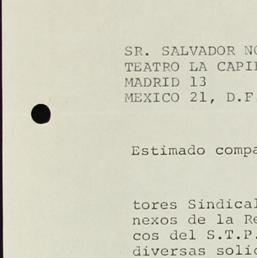 SR. SALVADOR NO
TEATRO LA CAPI
MADRID 13
MEXICO 21, D.F
Estimado compa
tores Sindical
nexos de la Re
cos del S.T.P.
diversas solic